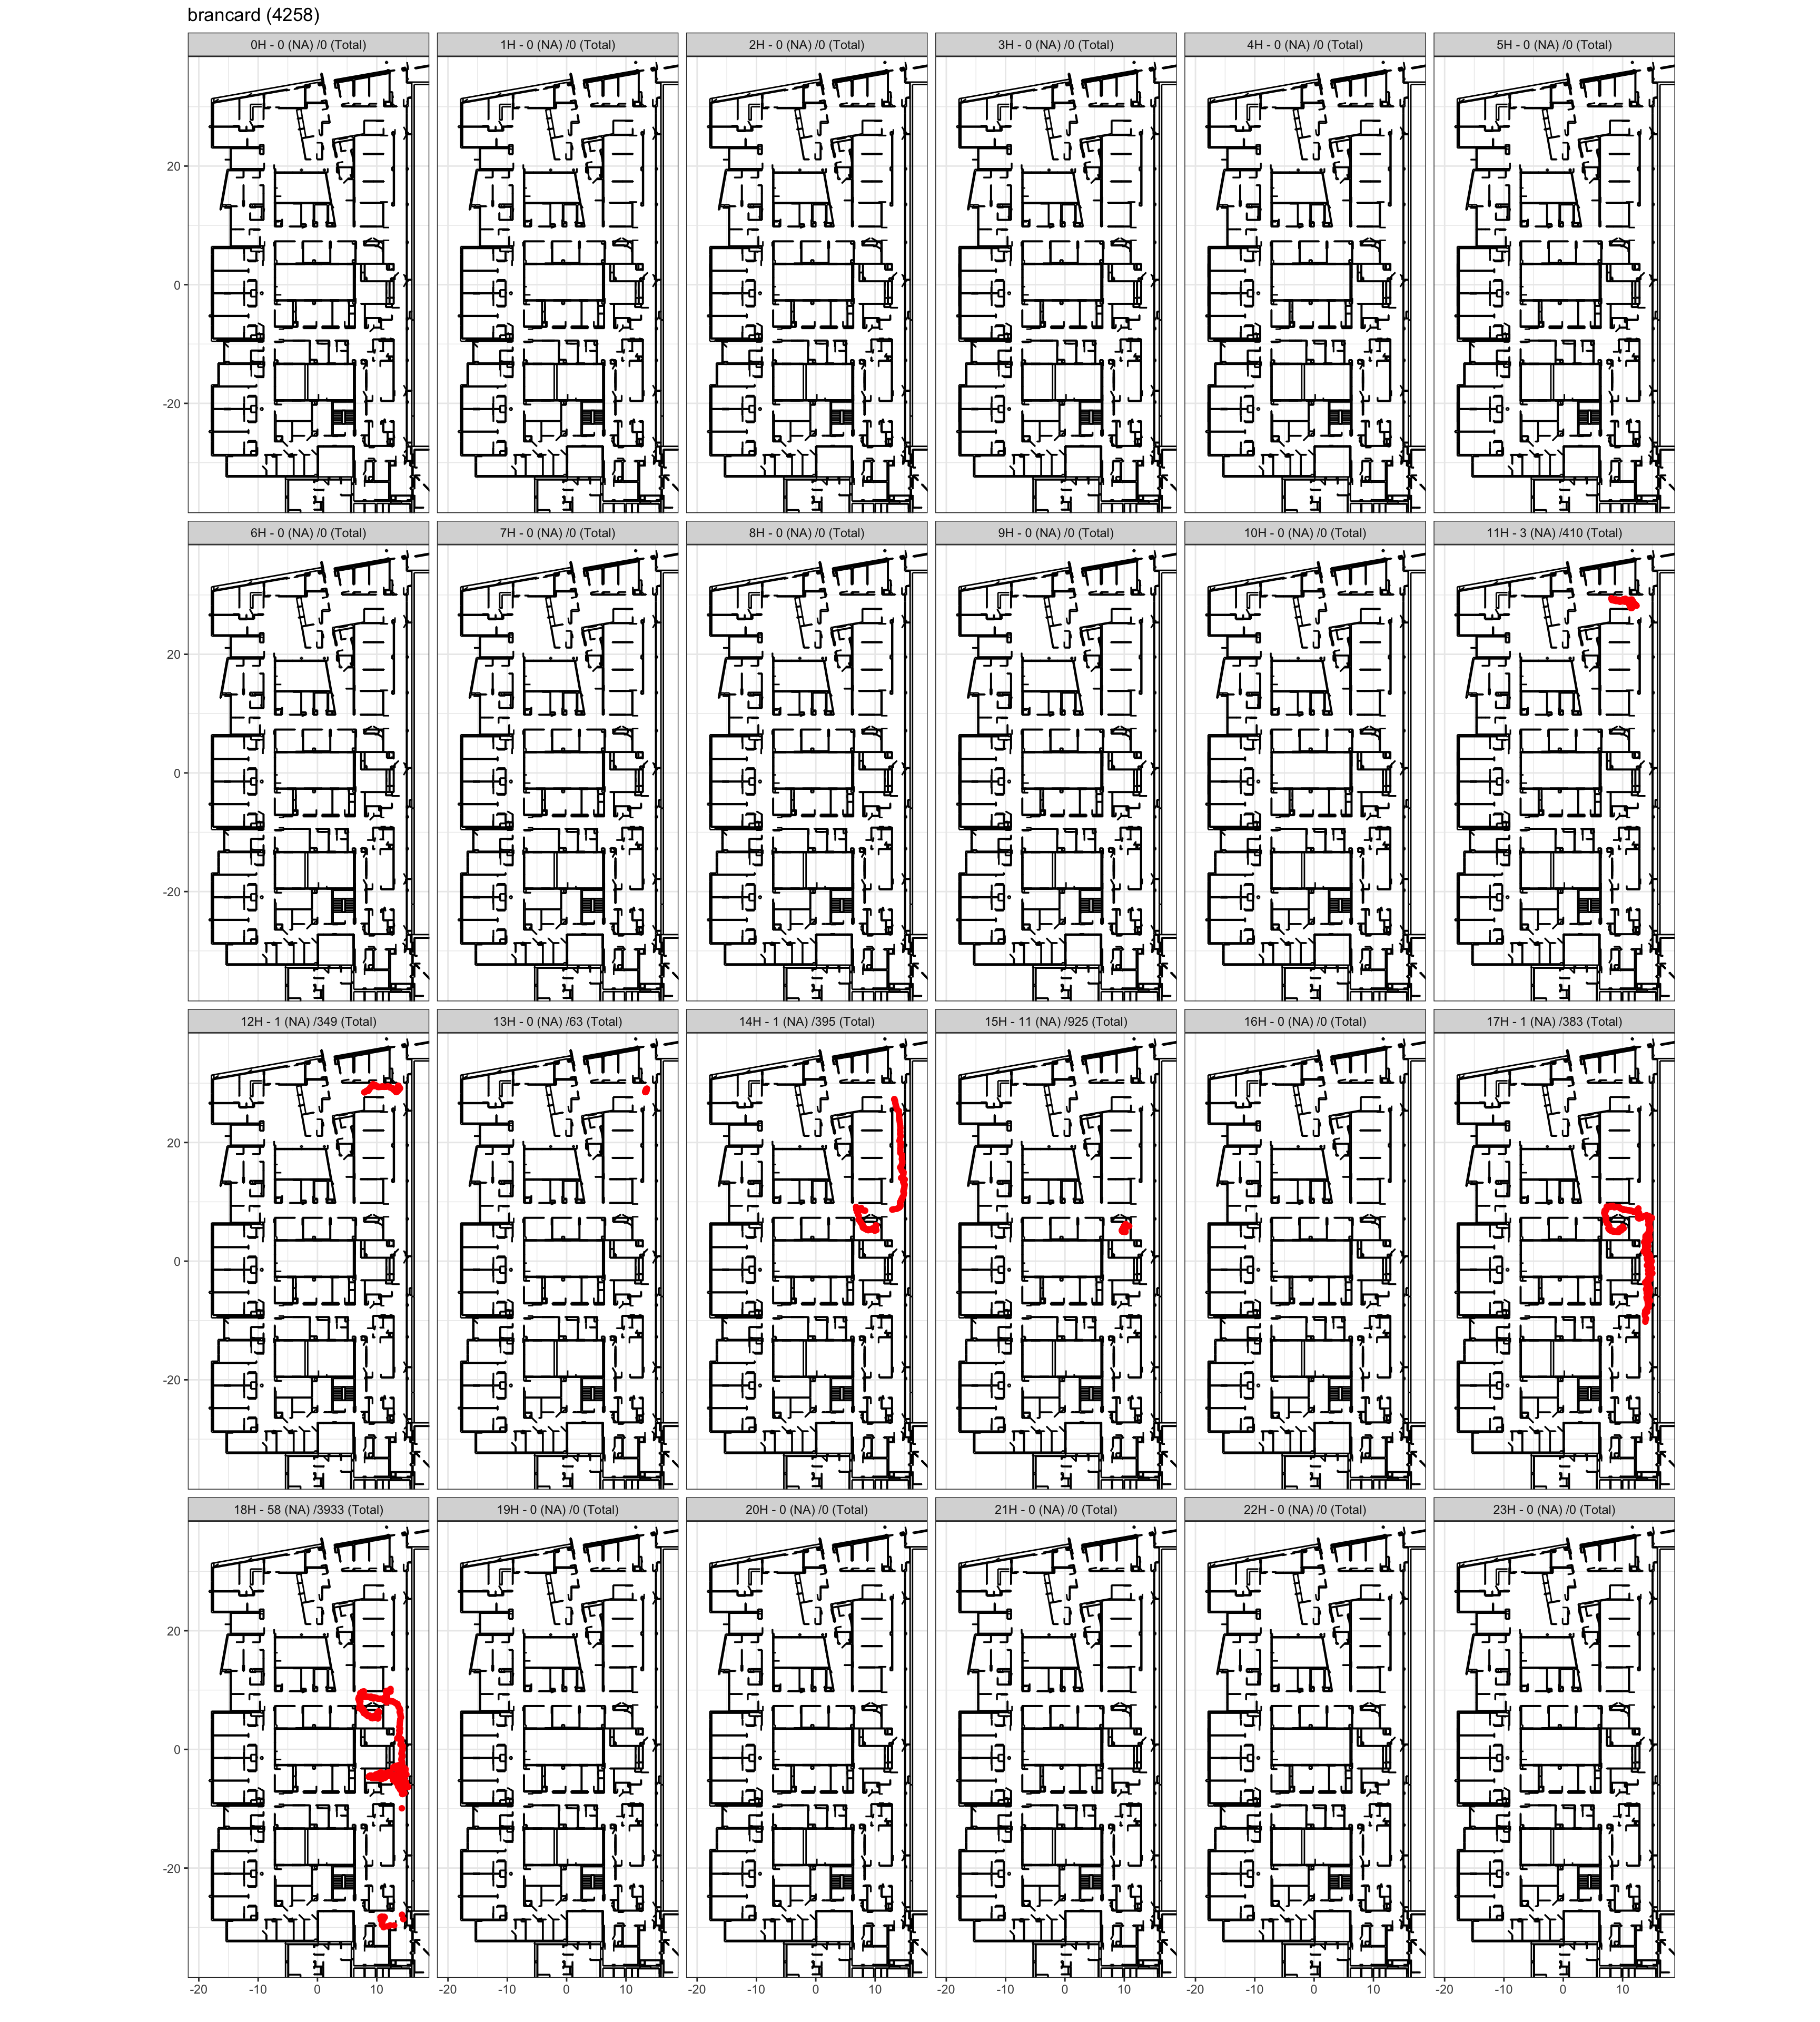 brancard (4258)
0H - 0 (NA) /0 (Total) 1H - 0 (NA) /0 (Total) 2H - 0 (NA) /0 (Total) 3H - 0 (NA) /0 (Total) 4H - 0 (NA) /0 (Total) 5H - 0 (NA) /0 (Total)
20
0
-20
6H - 0 (NA) /0 (Total) 7H - 0 (NA) /0 (Total) 8H - 0 (NA) /0 (Total) 9H - 0 (NA) /0 (Total) 10H - 0 (NA) /0 (Total) 11H - 3 (NA) /410 (Total)
20
0
-20
12H - 1 (NA) /349 (Total) 13H - 0 (NA) /63 (Total) 14H - 1 (NA) /395 (Total) 15H - 11 (NA) /925 (Total) 16H - 0 (NA) /0 (Total) 17H - 1 (NA) /383 (Total)
20
0
-20
18H - 58 (NA) /3933 (Total) 19H - 0 (NA) /0 (Total) 20H - 0 (NA) /0 (Total) 21H - 0 (NA) /0 (Total) 22H - 0 (NA) /0 (Total) 23H - 0 (NA) /0 (Total)
20
0
-20
-20 -10 0 10 -20 -10 0 10 -20 -10 0 10 -20 -10 0 10 -20 -10 0 10 -20 -10 0 10